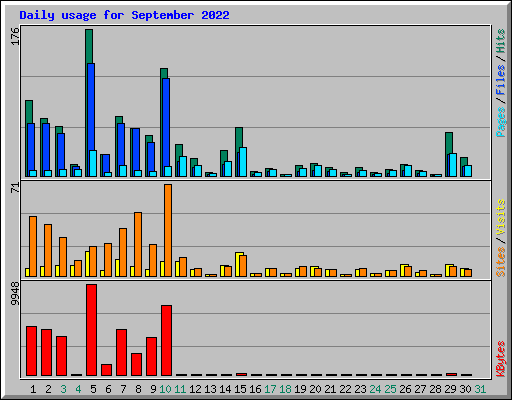 Daily usage for September 2022
176
Pages / Files / Hits
71
Sites / Visits
9948
KBytes
1 2 3 4 5 6 7 8 9 10 11 12 13 14 15 16 17 18 19 20 21 22 23 24 25 26 27 28 29 30 31